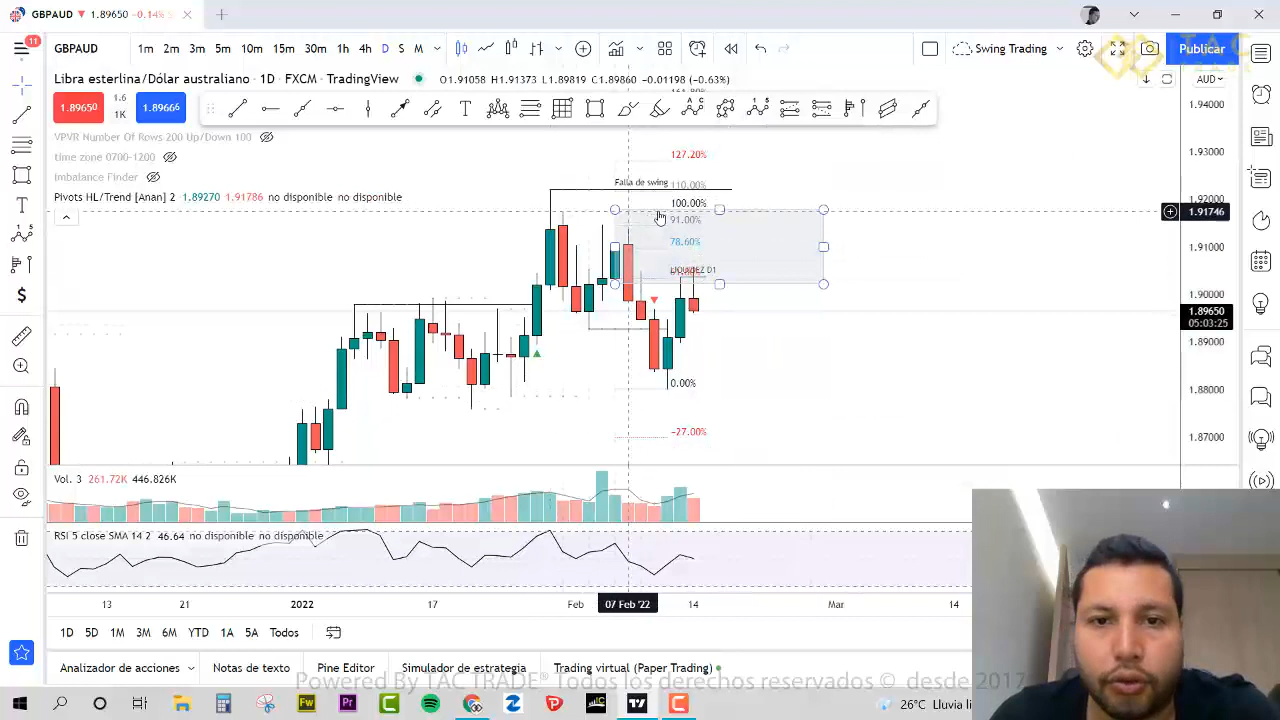 GBPAUD ▼ 1.89650 −0.14% S
11
GBPAUD 1m 2m 3m 5m 10m 15m 30m 1h 4h D S M Swing Trading Publicar
Libra esterlina/Dólar australiano · 1D · FXCM · TradingView
1.89819 C1.89860 −0.01198 (−0.63%)
AUD
1.89650 1.6 1.89666
1K
VPVR Number Of Rows 200 Up/Down 100
time zone 0700-1200
Imbalance Finder
Pivots HL/Trend [Anan] 2 1.89270 1.91786 no disponible no disponible
127.20%
Falla de swing
110.00%
100.00%
91.00%
78.60%
LIQUIDEZ D1
0.00%
−27.00%
1.94000
1.93000
1.92000
1.91746
1.91000
1.90000
1.89650
05:03:25
1.89000
1.88000
1.87000
Vol. 3 261.72K 446.826K
RSI 5 close SMA 14 2 46.64 no disponible no disponible
13 21 2022 17 Feb 07 Feb '22 14 Mar 14
1D 5D 1M 3M 6M YTD 1A 5A Todos
Analizador de acciones Notas de texto Pine Editor Simulador de estrategia Trading virtual (Paper Trading)
Powered By TAC TRADE® Todos los derechos reservados © desde 2017
26°C Lluvia li